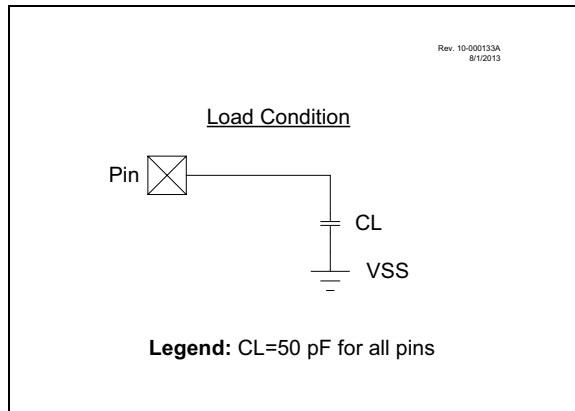 Rev. 10-000133A
8/1/2013
Load Condition
Pin
CL
VSS
Legend: CL=50 pF for all pins